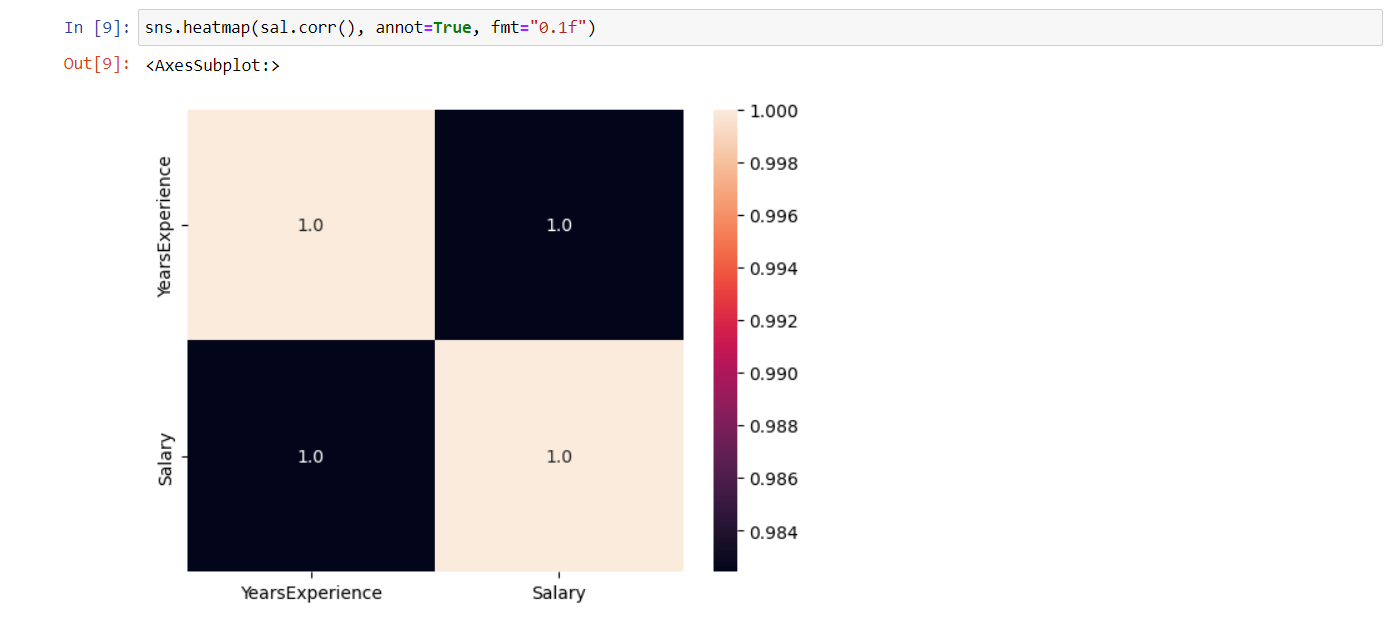 In [9]: sns.heatmap(sal.corr(), annot=True, fmt="0.1f")
Out[9]: <AxesSubplot:>
1.000
0.998
0.996
0.994
0.992
0.990
0.988
0.986
0.984
YearsExperience
1.0 1.0
Salary
1.0 1.0
YearsExperience Salary